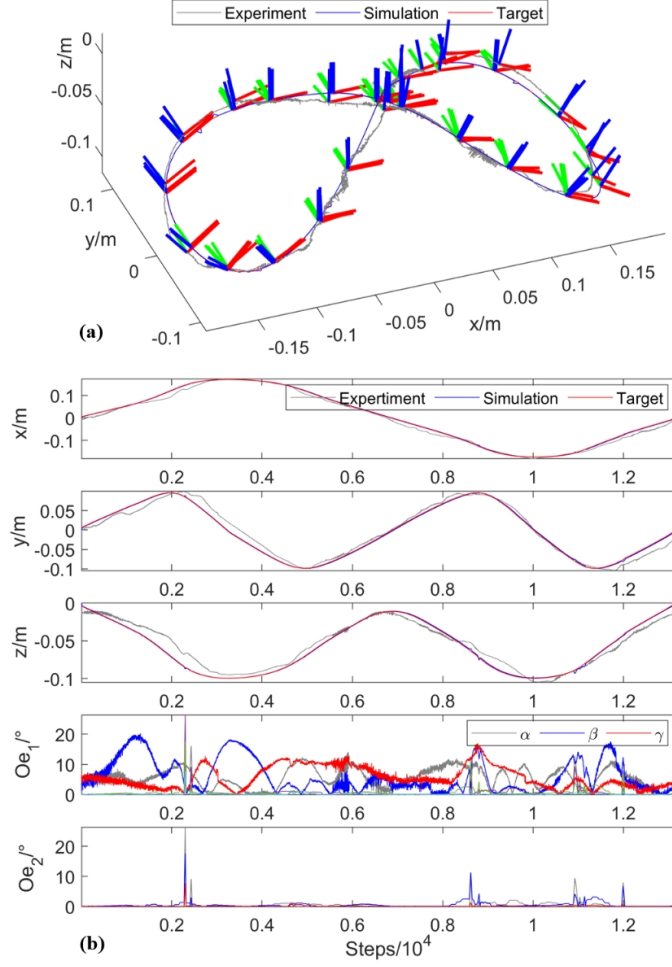 Experiment Simulation Target
z/m
0
-0.05
-0.1
0.1
y/m
0
-0.1
-0.15
-0.1
-0.05
0
0.05
0.1
0.15
x/m
(a)
Expertiment Simulation Target
x/m
0.1
0
-0.1
0.2 0.4 0.6 0.8 1 1.2
y/m
0.05
0
-0.05
-0.1
0.2 0.4 0.6 0.8 1 1.2
z/m
0
-0.05
-0.1
0.2 0.4 0.6 0.8 1 1.2
α β γ
Oe1/°
20
10
0
0.2 0.4 0.6 0.8 1 1.2
Oe2/°
20
10
0
0.2 0.4 0.6 0.8 1 1.2
(b)
Steps/10^4